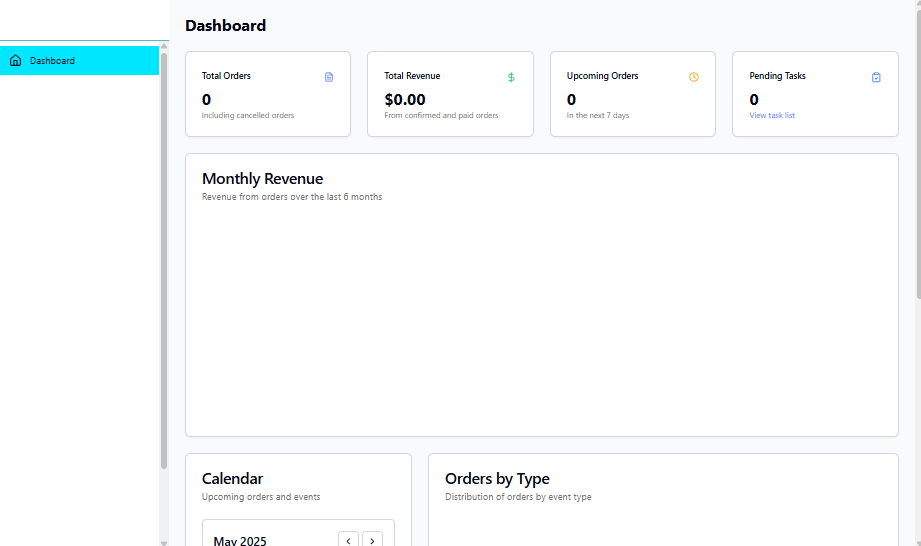 Dashboard
Dashboard
Total Orders
0
Including cancelled orders
Total Revenue
$0.00
From confirmed and paid orders
Upcoming Orders
0
In the next 7 days
Pending Tasks
0
View task list
Monthly Revenue
Revenue from orders over the last 6 months
Calendar
Upcoming orders and events
May 2025
Orders by Type
Distribution of orders by event type